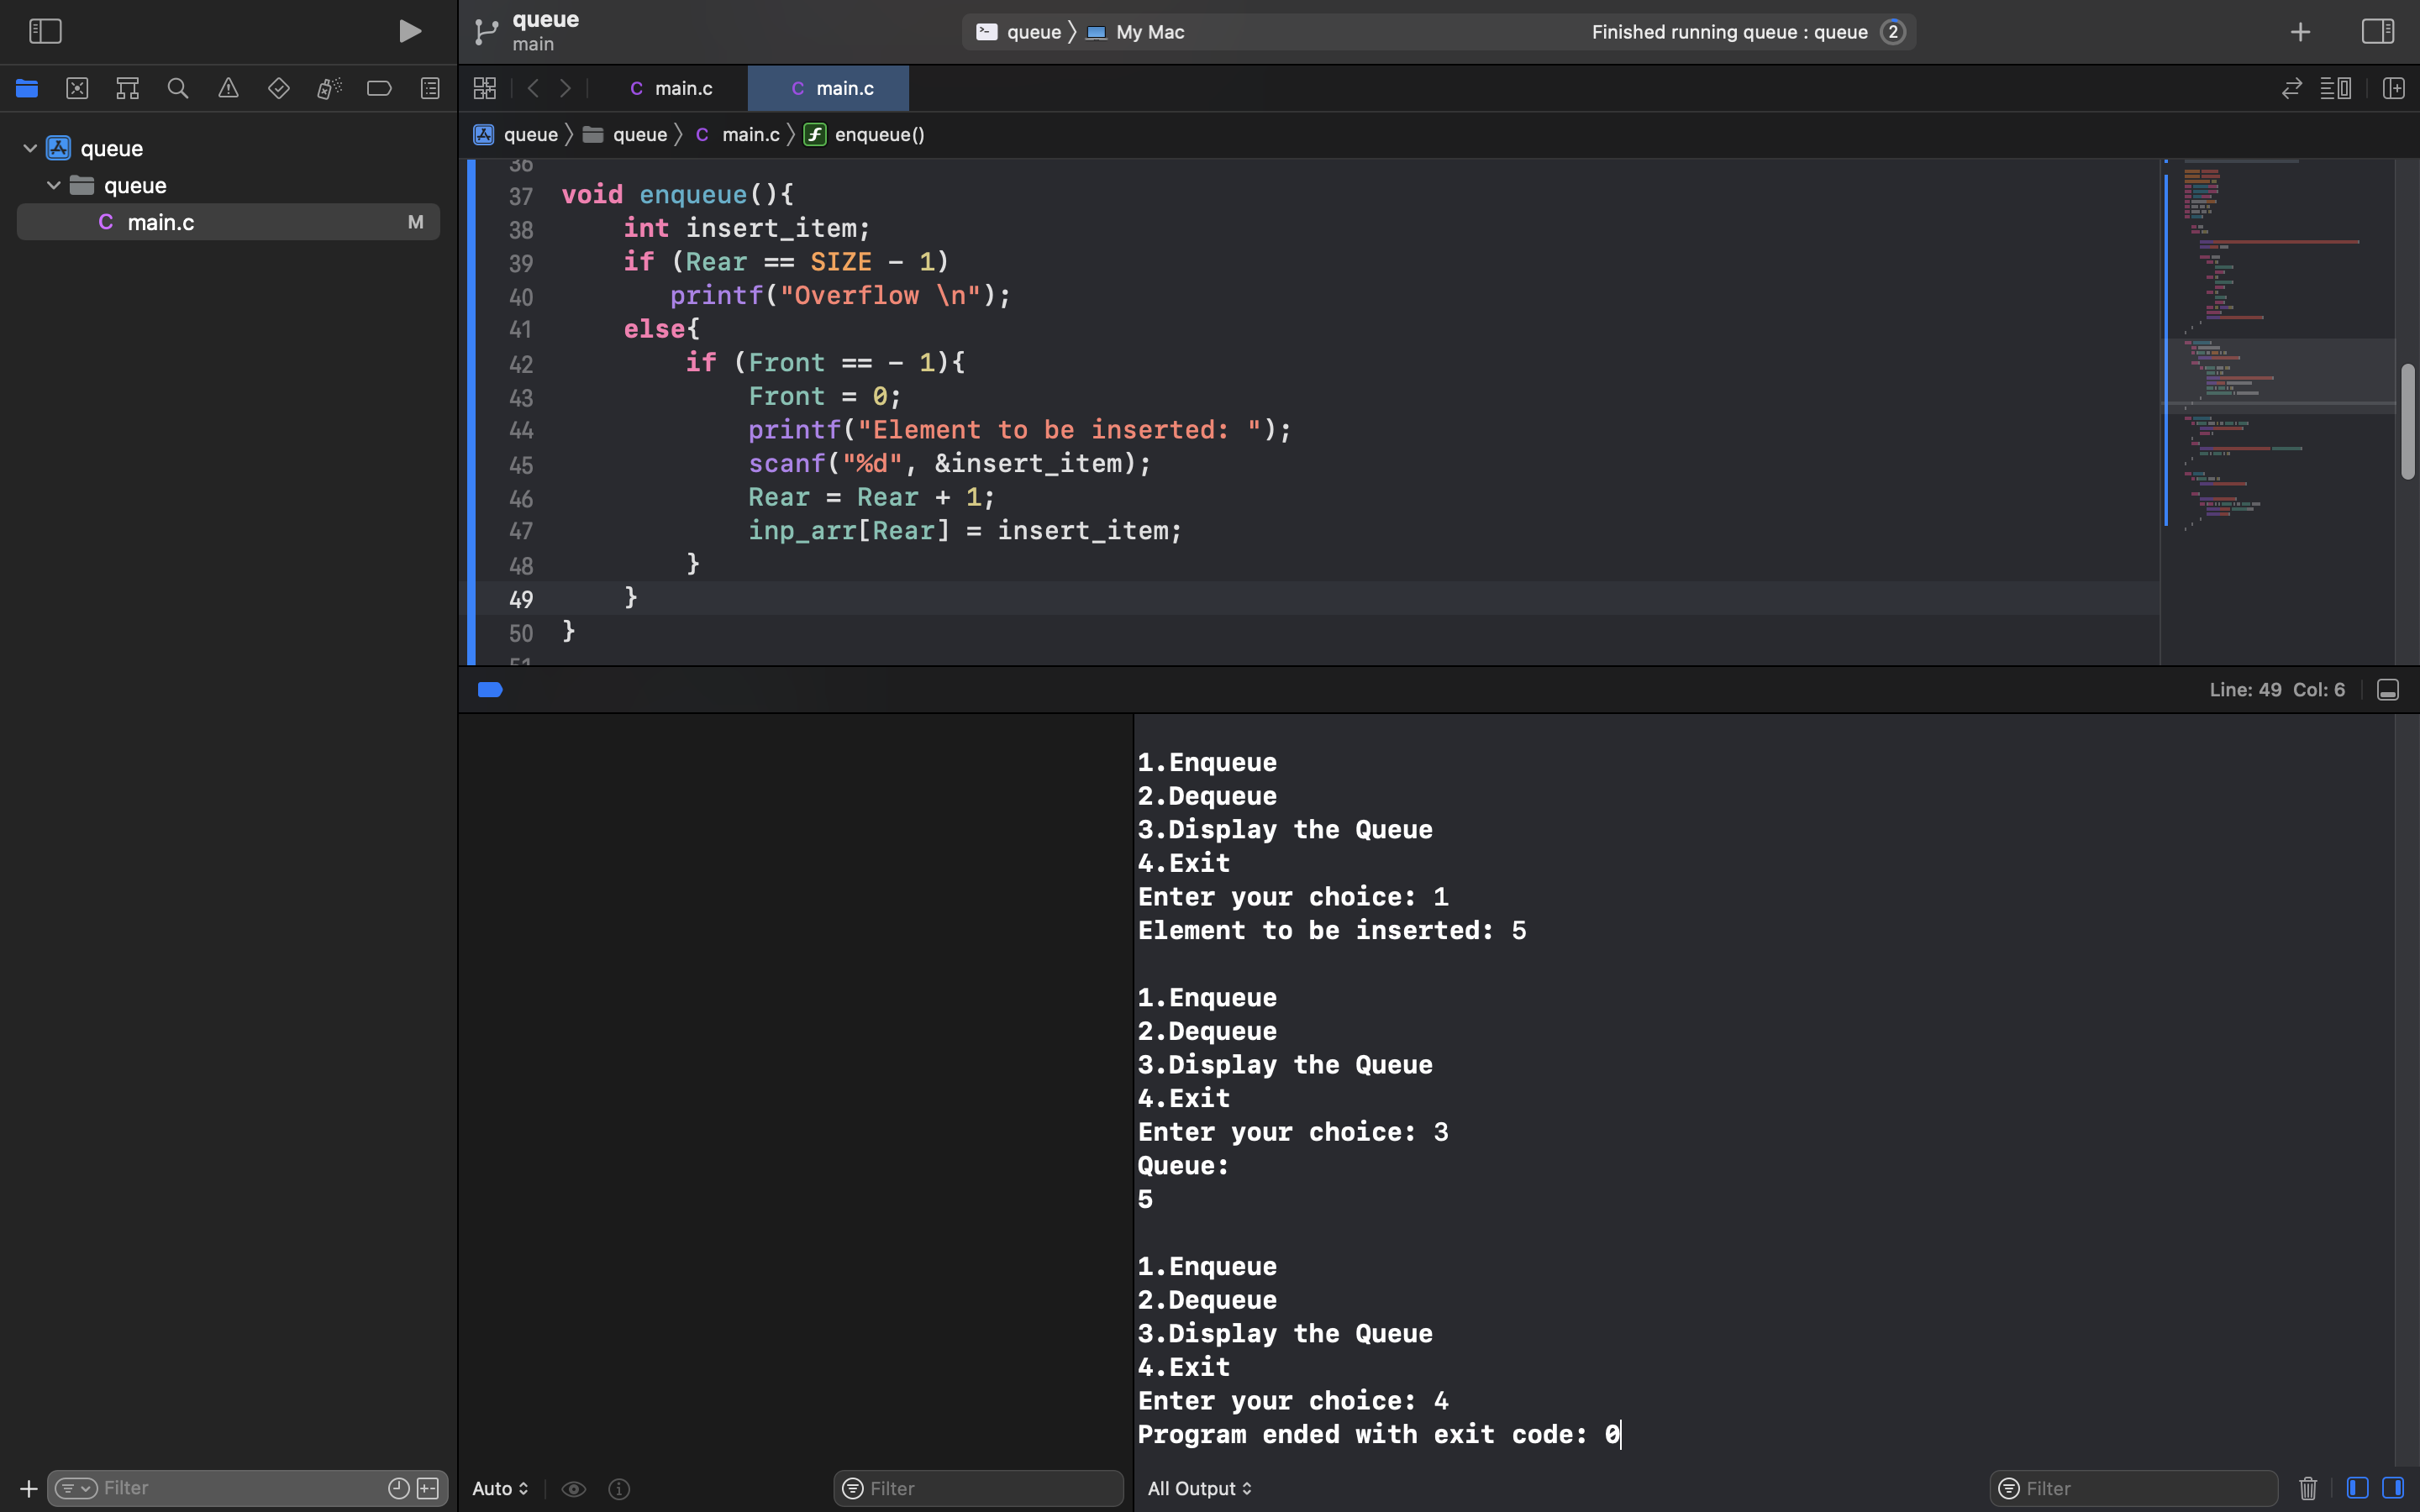 queue
main
queue 〉 My Mac
Finished running queue : queue 2
C main.c
C main.c
queue 〉 queue 〉 C main.c 〉 f enqueue()
queue
queue
C main.c M
36
37 void enqueue(){
38 int insert_item;
39 if (Rear == SIZE - 1)
40 printf("Overflow \n");
41 else{
42 if (Front == - 1){
43 Front = 0;
44 printf("Element to be inserted: ");
45 scanf("%d", &insert_item);
46 Rear = Rear + 1;
47 inp_arr[Rear] = insert_item;
48 }
49 }
50 }
51
Line: 49 Col: 6
1.Enqueue
2.Dequeue
3.Display the Queue
4.Exit
Enter your choice: 1
Element to be inserted: 5
1.Enqueue
2.Dequeue
3.Display the Queue
4.Exit
Enter your choice: 3
Queue:
5
1.Enqueue
2.Dequeue
3.Display the Queue
4.Exit
Enter your choice: 4
Program ended with exit code: 0
Filter
Auto
Filter
All Output
Filter